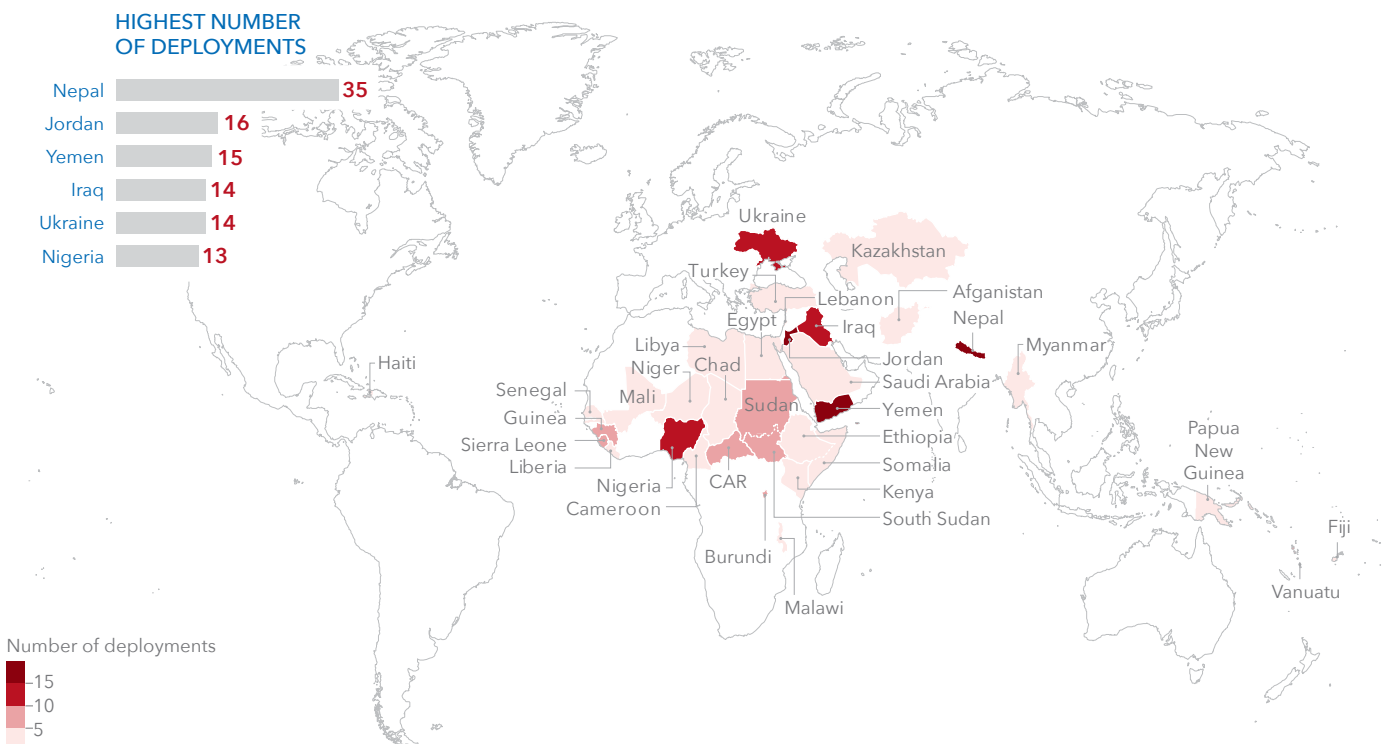 HIGHEST NUMBER
OF DEPLOYMENTS
Nepal 35
Jordan 16
Yemen 15
Iraq 14
Ukraine 14
Nigeria 13
Ukraine
Kazakhstan
Turkey
Lebanon
Afganistan
Egypt
Iraq
Nepal
Libya
Jordan
Myanmar
Niger
Chad
Haiti
Saudi Arabia
Senegal
Mali
Sudan
Yemen
Guinea
Ethiopia
Papua
New
Guinea
Sierra Leone
Liberia
Somalia
Nigeria
CAR
Kenya
Cameroon
South Sudan
Fiji
Burundi
Vanuatu
Malawi
Number of deployments
15
10
5